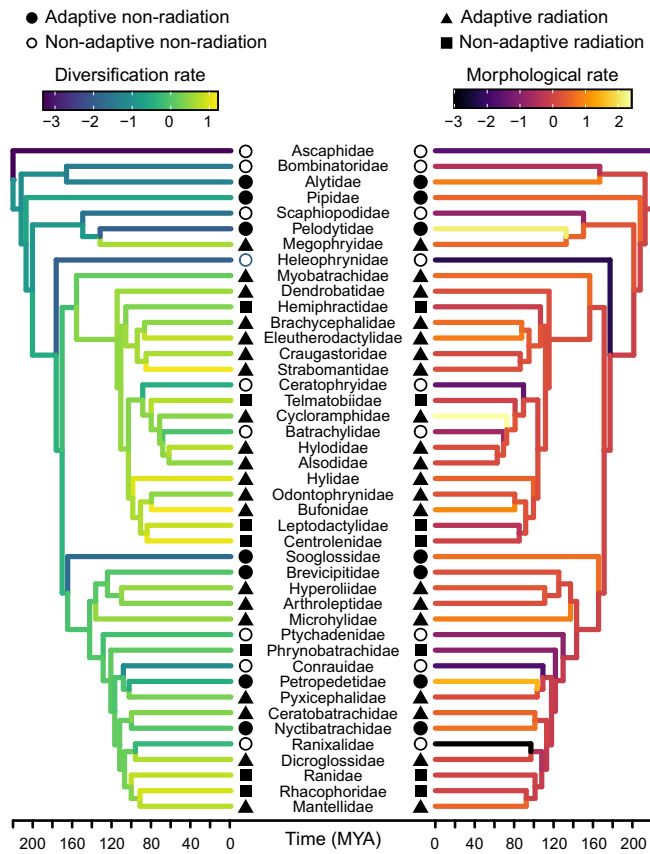 Adaptive non-radiation
Adaptive radiation
Non-adaptive non-radiation
Non-adaptive radiation
Diversification rate
Morphological rate
−3 −2 −1 0 1
−3 −2 −1 0 1 2
Ascaphidae
Bombinatoridae
Alytidae
Pipidae
Scaphiopodidae
Pelodytidae
Megophryidae
Heleophrynidae
Myobatrachidae
Dendrobatidae
Hemiphractidae
Brachycephalidae
Eleutherodactylidae
Craugastoridae
Strabomantidae
Ceratophryidae
Telmatobiidae
Cycloramphidae
Batrachylidae
Hylodidae
Alsodidae
Hylidae
Odontophrynidae
Bufonidae
Leptodactylidae
Centrolenidae
Sooglossidae
Brevicipitidae
Hyperoliidae
Arthroleptidae
Microhylidae
Ptychadenidae
Phrynobatrachidae
Conrauidae
Petropedetidae
Pyxicephalidae
Ceratobatrachidae
Nyctibatrachidae
Ranixalidae
Dicroglossidae
Ranidae
Rhacophoridae
Mantellidae
200 160 120 80 40 0
Time (MYA)
0 40 80 120 160 200